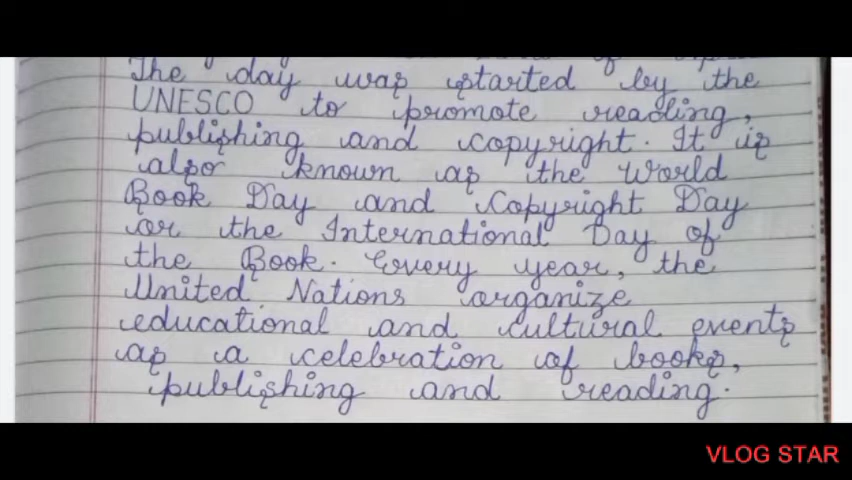 The day was started by the
UNESCO to promote reading,
publishing and copyright. It is
also known as the World
Book Day and Copyright Day
or the International Day of
the Book. Every year, the
United Nations organize
educational and cultural events
as a celebration of books,
publishing and reading.
VLOG STAR